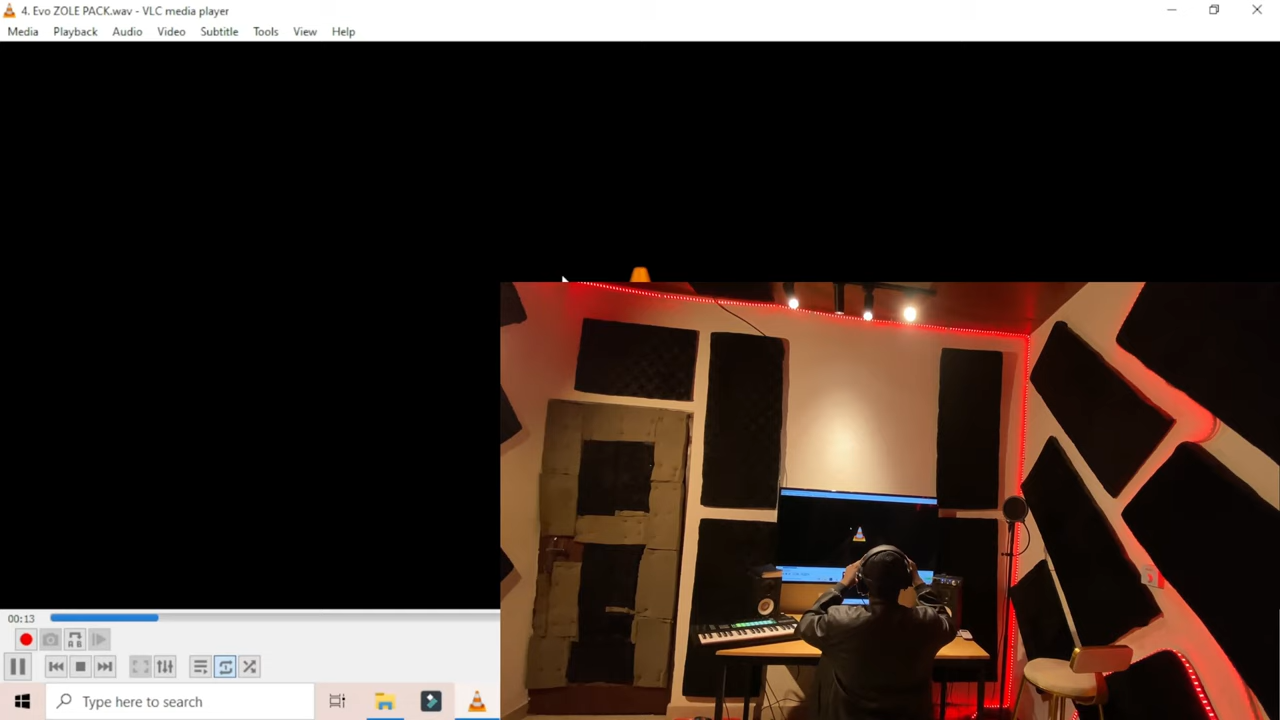 4. Evo ZOLE PACK.wav - VLC media player
Media Playback Audio Video Subtitle Tools View Help
00:13
A B
Type here to search